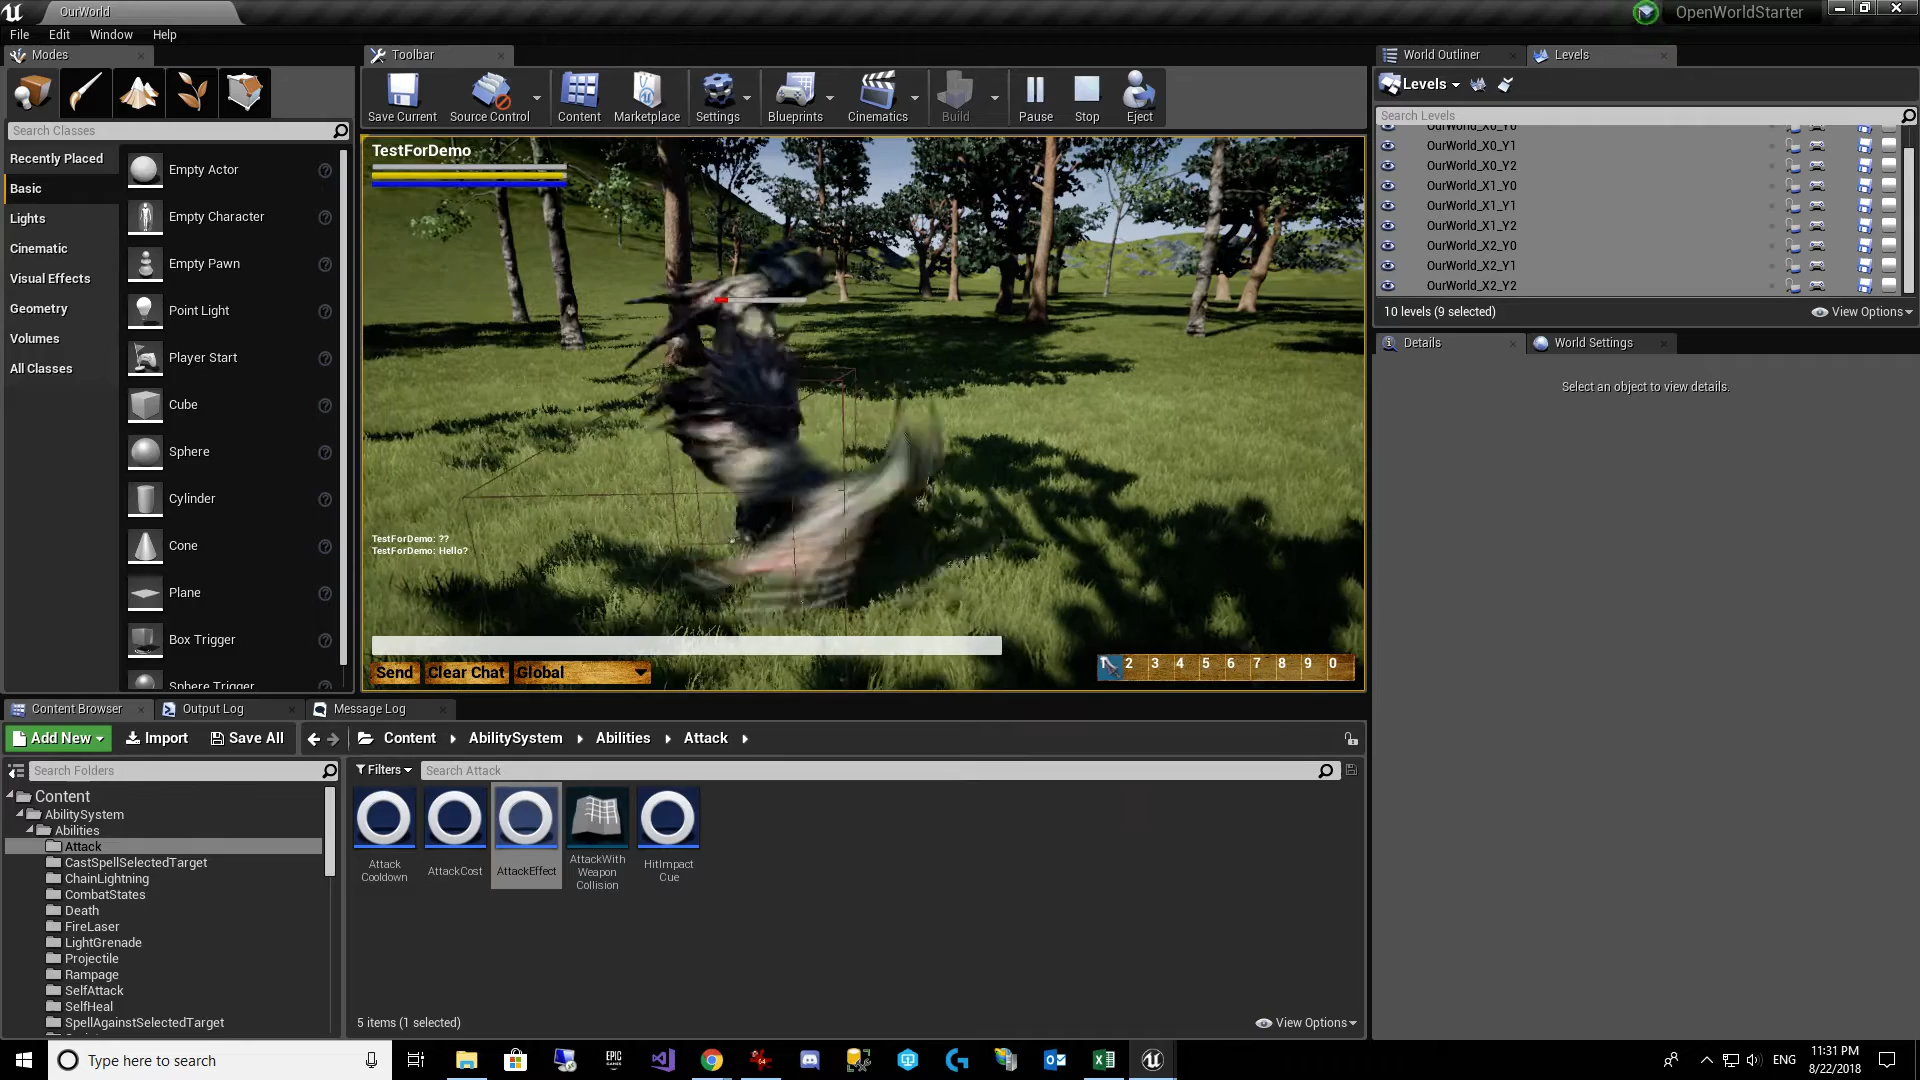 OurWorld
OpenWorldStarter
File Edit Window Help
Modes
Toolbar
World Outliner
Levels
Save Current
Source Control
Content
Marketplace
Settings
Blueprints
Cinematics
Build
Pause
Stop
Eject
Levels
Search Classes
Search Levels
Recently Placed
Basic
Lights
Cinematic
Visual Effects
Geometry
Volumes
All Classes
Empty Actor
Empty Character
Empty Pawn
Point Light
Player Start
Cube
Sphere
Cylinder
Cone
Plane
Box Trigger
Sphere Trigger
TestForDemo
TestForDemo: ??
TestForDemo: Hello?
Send
Clear Chat
Global
1 2 3 4 5 6 7 8 9 0
OurWorld_X0_Y0
OurWorld_X0_Y1
OurWorld_X0_Y2
OurWorld_X1_Y0
OurWorld_X1_Y1
OurWorld_X1_Y2
OurWorld_X2_Y0
OurWorld_X2_Y1
OurWorld_X2_Y2
10 levels (9 selected)
View Options
Details
World Settings
Select an object to view details.
Content Browser
Output Log
Message Log
Add New
Import
Save All
Content
AbilitySystem
Abilities
Attack
Search Folders
Filters
Search Attack
Content
AbilitySystem
Abilities
Attack
CastSpellSelectedTarget
ChainLightning
CombatStates
Death
FireLaser
LightGrenade
Projectile
Rampage
SelfAttack
SelfHeal
SpellAgainstSelectedTarget
Attack
Cooldown
AttackCost
AttackEffect
AttackWith
Weapon
Collision
HitImpact
Cue
5 items (1 selected)
View Options
Type here to search
EPIC
GAMES
64
ENG
11:31 PM
8/22/2018